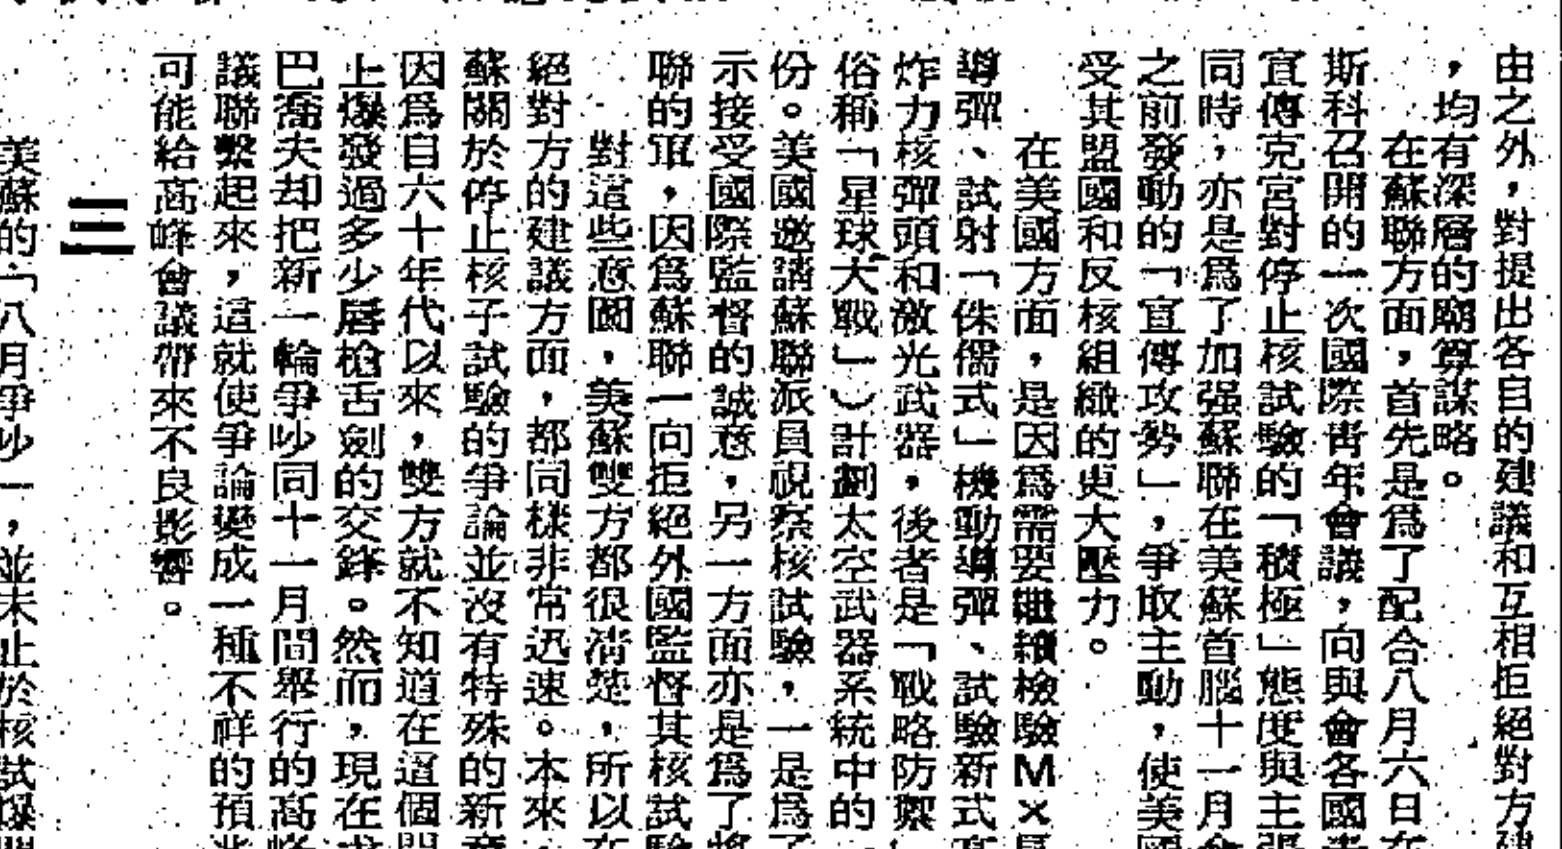 由之外，對提出各自的建議和互相拒絕對方建
，均有深層的廟算謀略。
在蘇聯方面，首先是爲了配合八月六日在
斯科召開的一次國際青年會議，向與會各國
宣傳克宮對停止核試驗的「積極」態度與主張
同時，亦是爲了加强蘇聯在美蘇首腦十一月會
之前發動的「宣傳攻勢」，爭取主動，使美國
受其盟國和反核組織的更大壓力。
在美國方面，是因爲需要繼續檢驗MX
導彈、試射「侏儒式」機動導彈、試驗新式高
炸力核彈頭和激光武器，後者是「戰略防禦」
俗稱「星球大戰」）計劃太空武器系統中的一
份。美國邀請蘇聯派員視察核試驗，一是爲了
示接受國際監督的誠意，另一方面亦是爲了將
聯的軍，因爲蘇聯一向拒絕外國監督其核試驗
對這些意圖，美蘇雙方都很清楚，所以在
絕對方的建議方面，都同樣非常迅速。本來，
蘇關於停止核子試驗的爭論並沒有特殊的新意
因爲自六十年代以來，雙方就不知道在這個問
上爆發過多少唇槍舌劍的交鋒。然而，現在
巴喬夫却把新一輪爭吵同十一月間舉行的高峰
議聯繫起來，這就使爭論變成一種不祥的預兆
可能給高峰會議帶來不良影響。
三
美蘇的「八月爭吵」，並未止於核試爆問